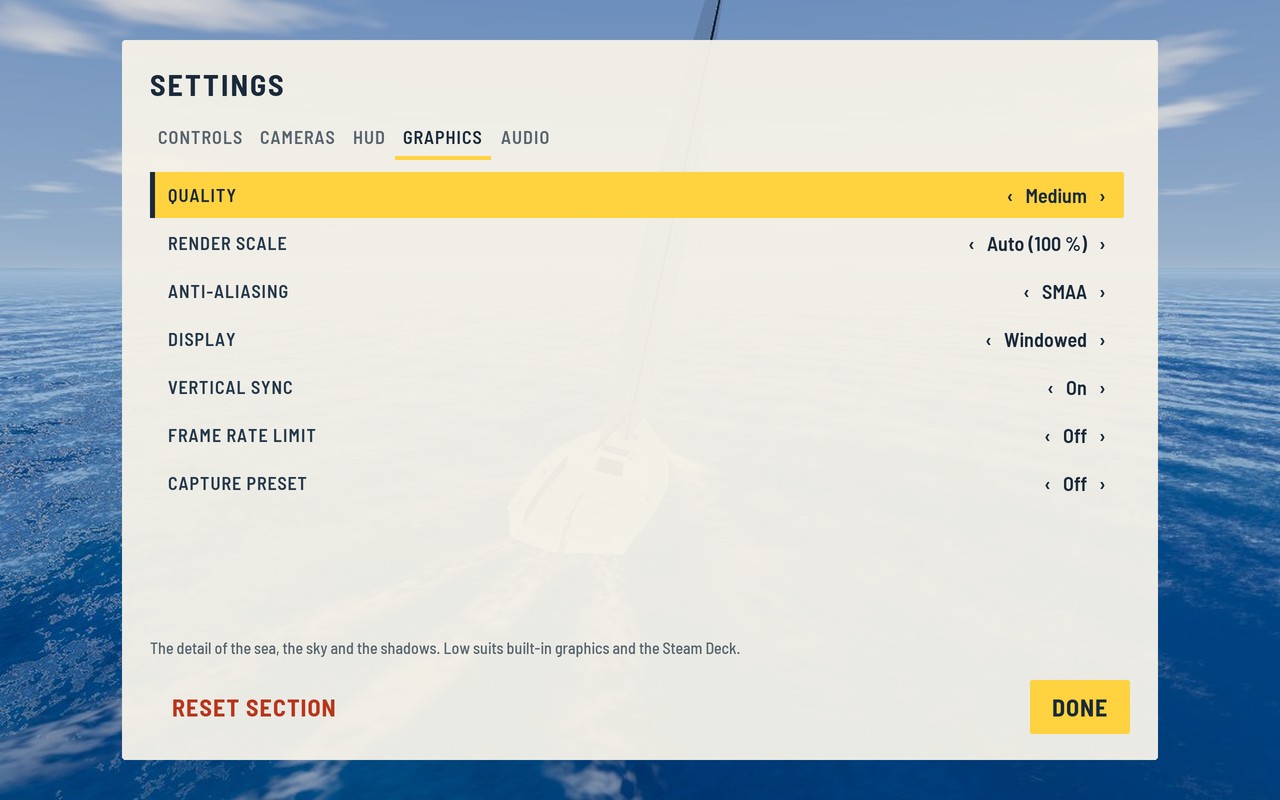 SETTINGS
CONTROLS CAMERAS HUD GRAPHICS AUDIO
QUALITY ‹ Medium ›
RENDER SCALE ‹ Auto (100 %) ›
ANTI-ALIASING ‹ SMAA ›
DISPLAY ‹ Windowed ›
VERTICAL SYNC ‹ On ›
FRAME RATE LIMIT ‹ Off ›
CAPTURE PRESET ‹ Off ›
The detail of the sea, the sky and the shadows. Low suits built-in graphics and the Steam Deck.
RESET SECTION DONE